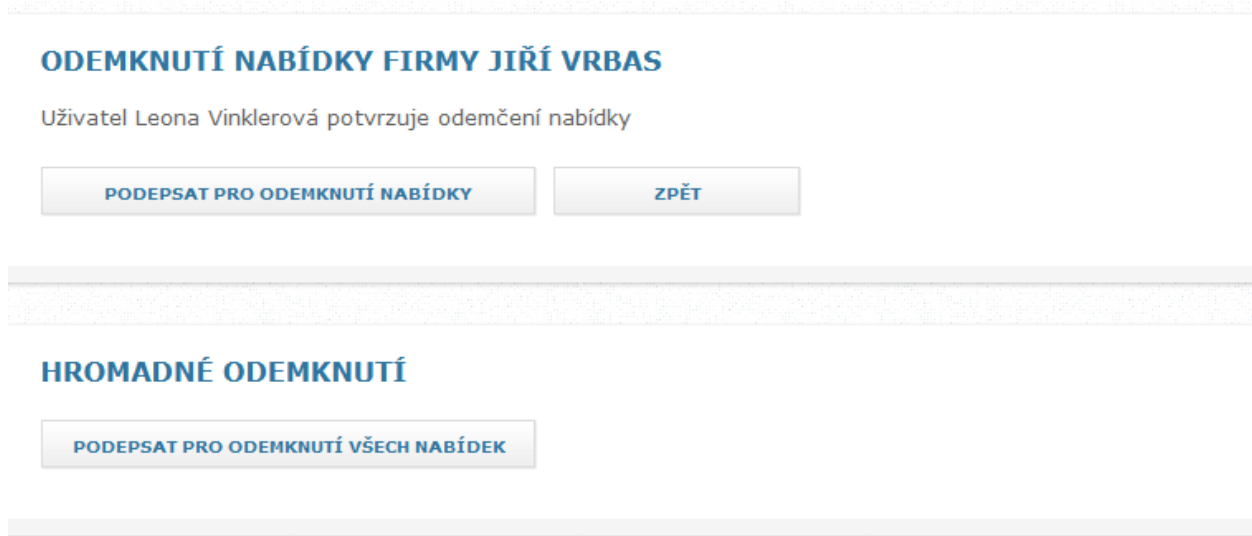 ODEMKNUTÍ NABÍDKY FIRMY JIŘÍ VRBAS
Uživatel Leona Vinklerová potvrzuje odemčení nabídky
PODEPSAT PRO ODEMKNUTÍ NABÍDKY
ZPĚT
HROMADNÉ ODEMKNUTÍ
PODEPSAT PRO ODEMKNUTÍ VŠECH NABÍDEK